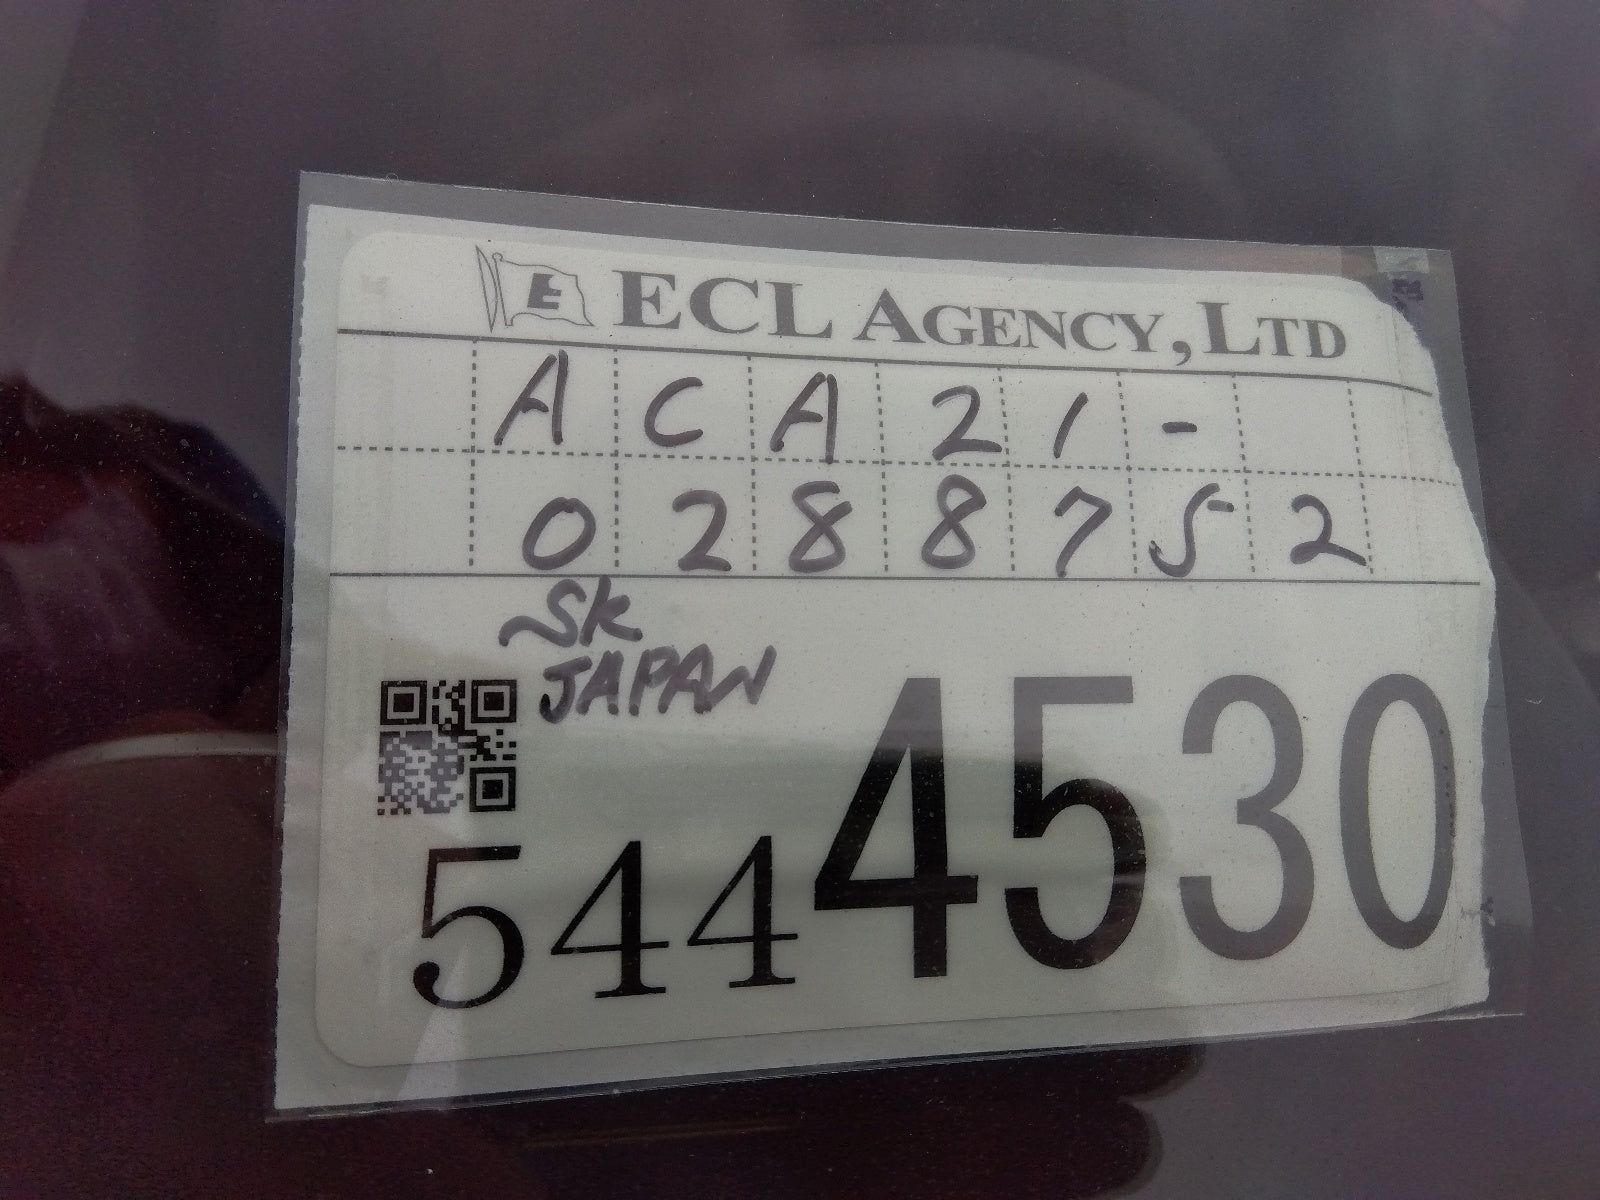 E ECL AGENCY, LTD
ACA21-
0288752
SK
JAPAN
5444530